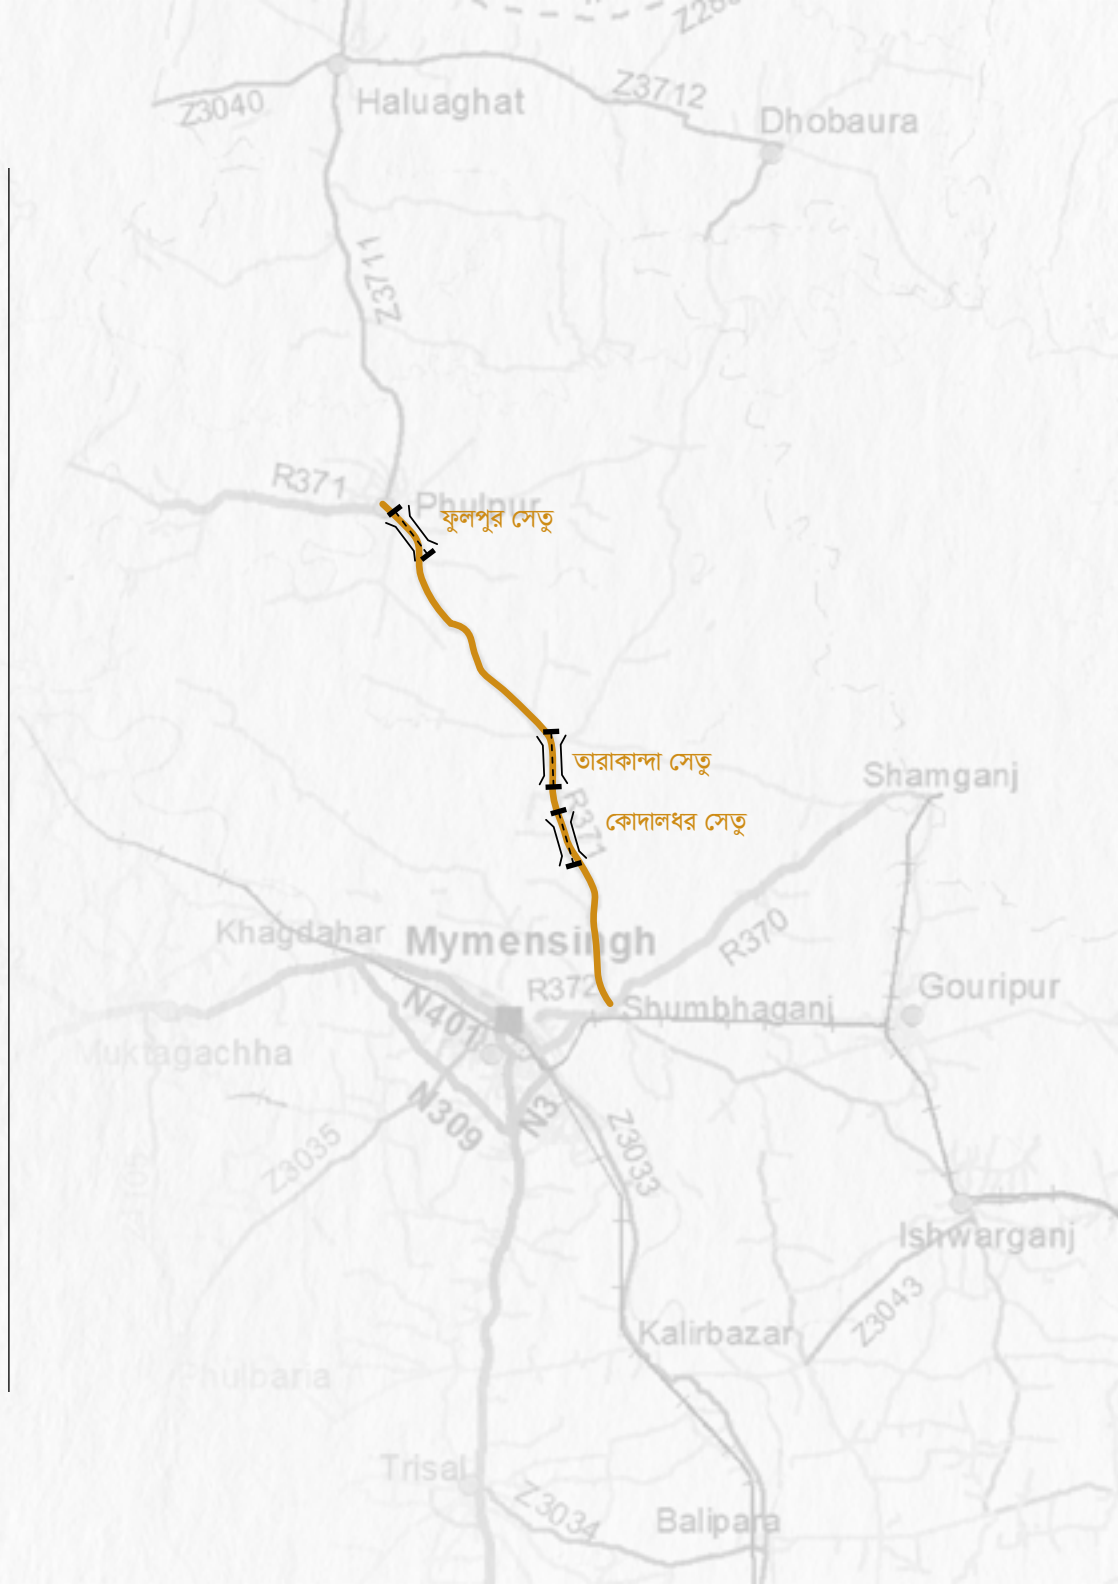 Z3040
Haluaghat
Z3712
Dhobaura
Z3711
R371
Phulpur
ফুলপুর সেতু
তারাকান্দা সেতু
Shamganj
R371
কোদালধর সেতু
Khagdahar
Mymensingh
R370
R372
Shumbhaganj
Gouripur
N401
Muktagachha
N309
N3
Z3033
Z3035
Ishwarganj
Z3043
Kalirbazar
Phulbaria
Trisal
Z3034
Balipara